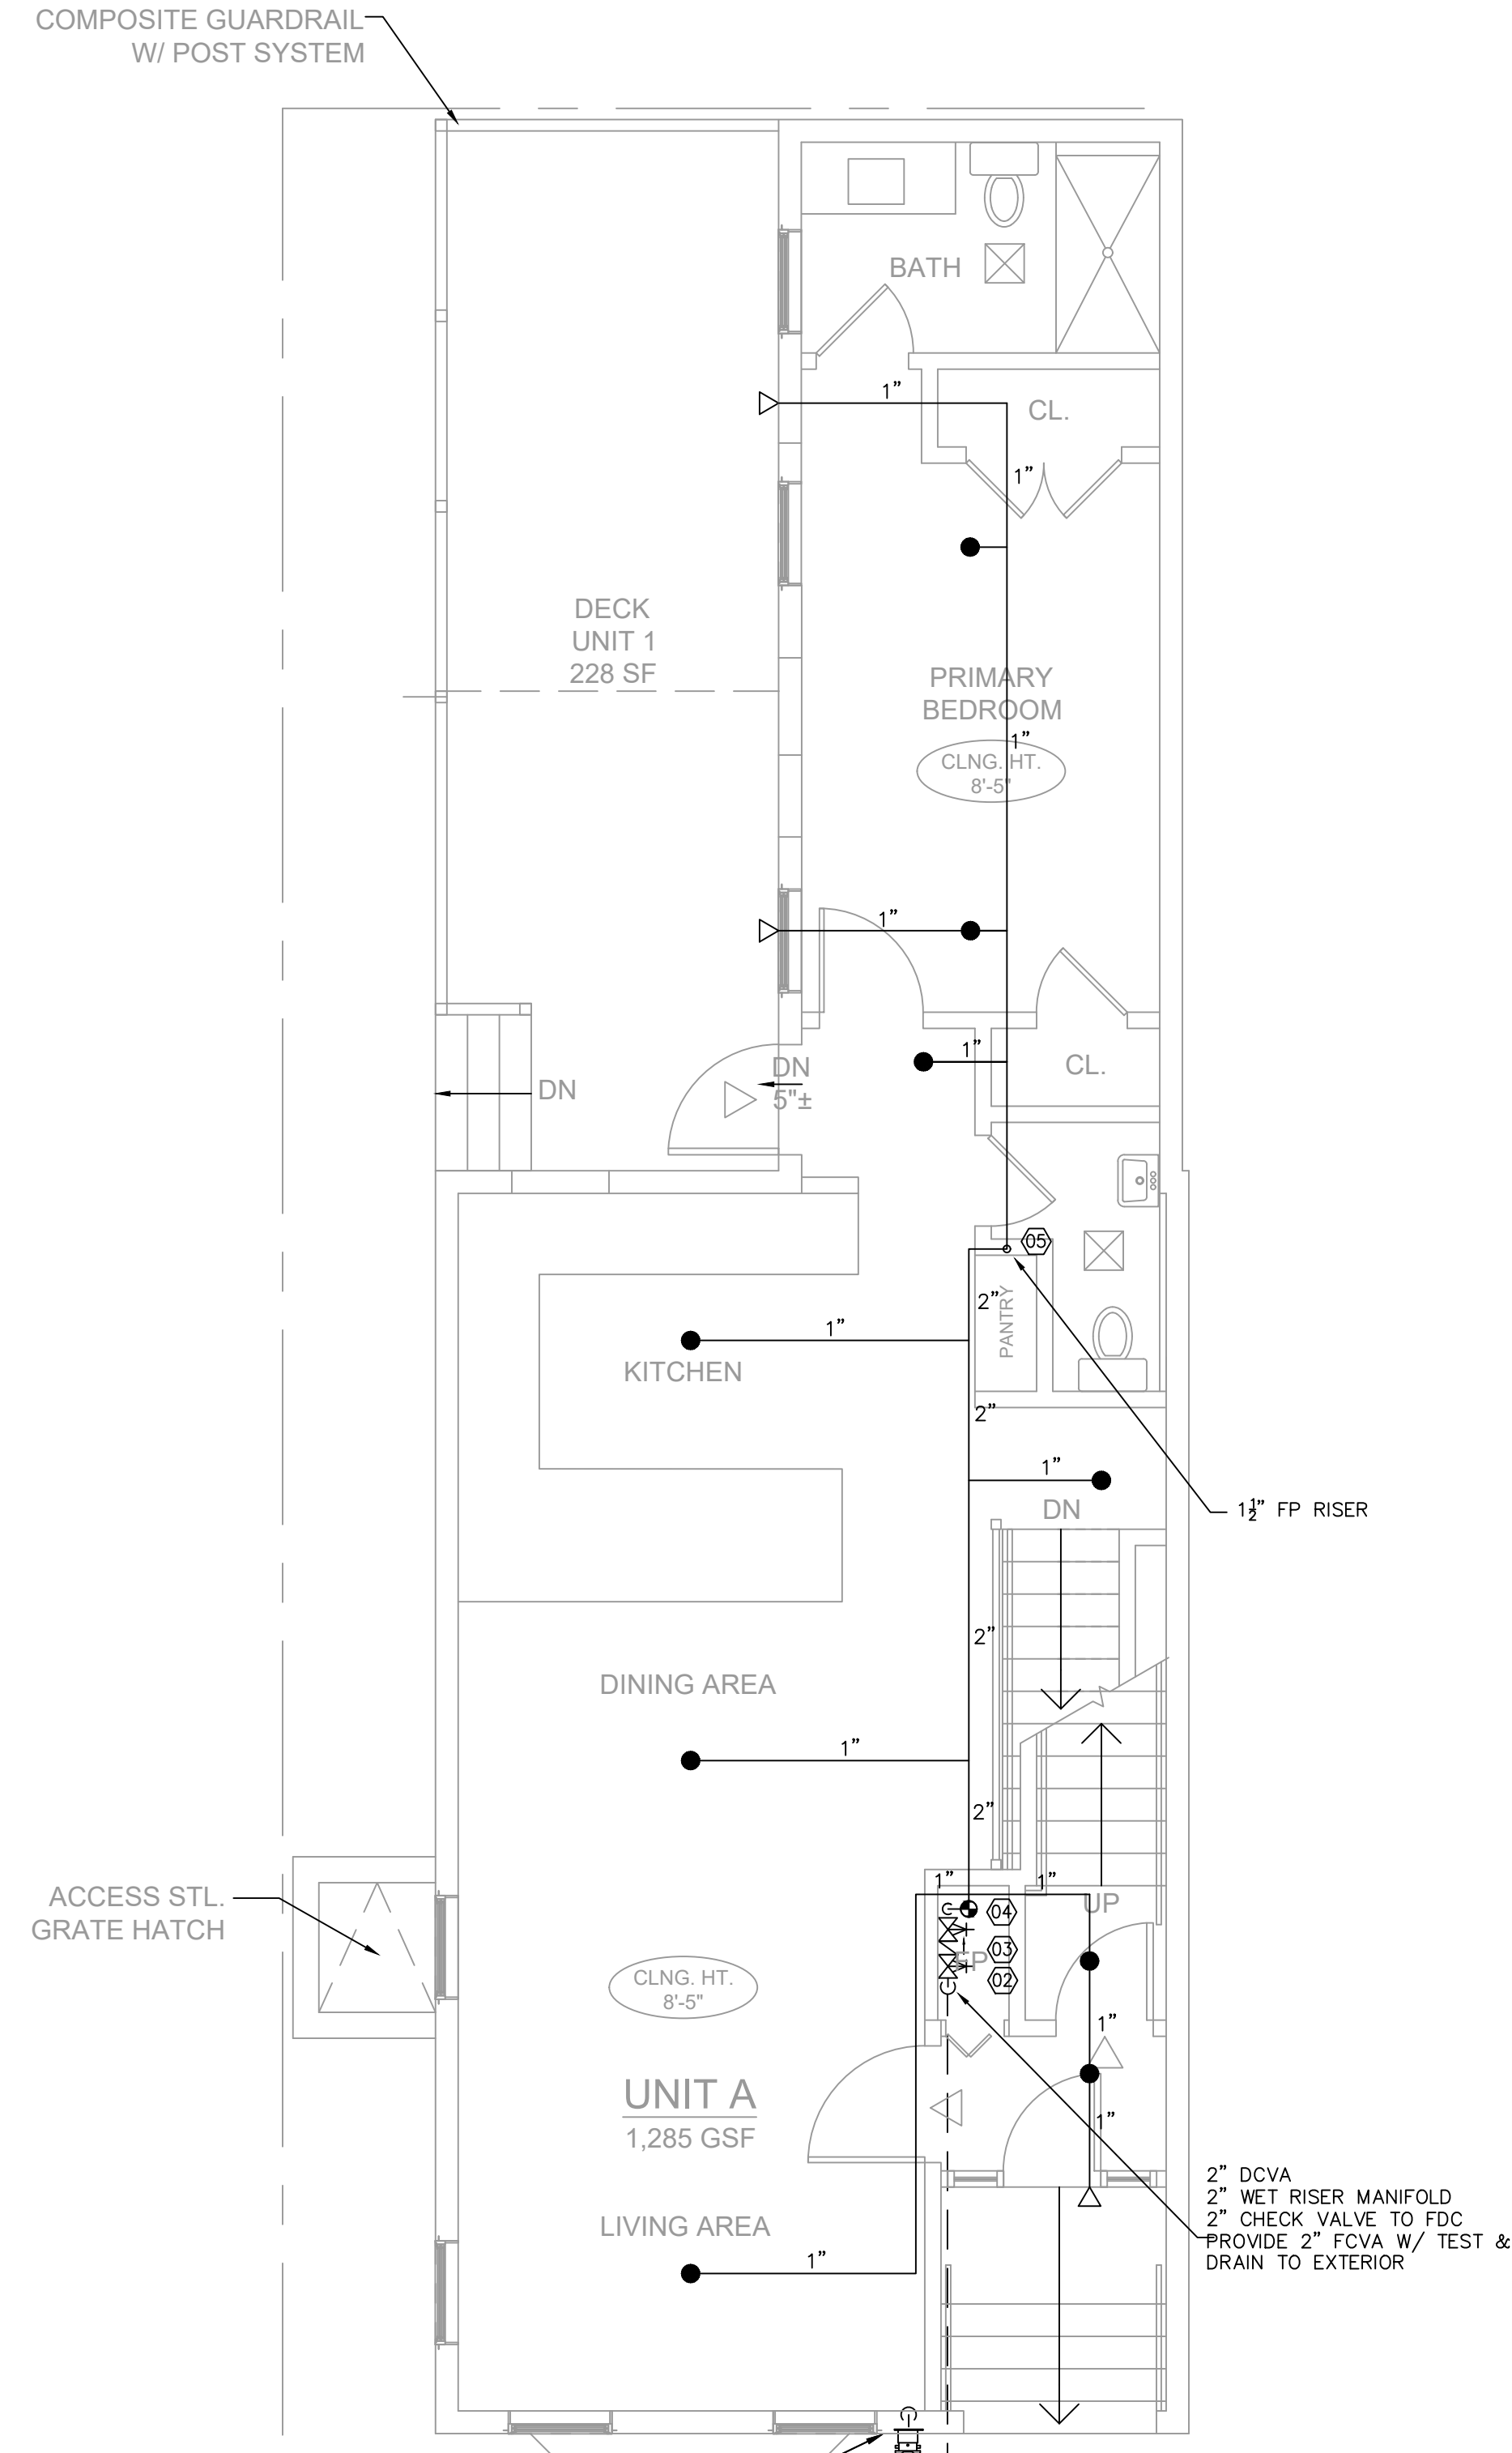 COMPOSITE GUARDRAIL
W/ POST SYSTEM
BATH
1"
CL.
1"
DECK
UNIT 1
228 SF
PRIMARY
BEDROOM
1"
CLNG. HT.
8'-5"
1"
1"
DN
5"±
CL.
DN
05
2"
PANTRY
1"
KITCHEN
2"
1"
DN
1½" FP RISER
2"
DINING AREA
1"
2"
1"
1"
ACCESS STL.
GRATE HATCH
UP
04
03
FP
02
CLNG. HT.
8'-5"
1"
UNIT A
1,285 GSF
1"
2" DCVA
2" WET RISER MANIFOLD
2" CHECK VALVE TO FDC
PROVIDE 2" FCVA W/ TEST &
DRAIN TO EXTERIOR
LIVING AREA
1"